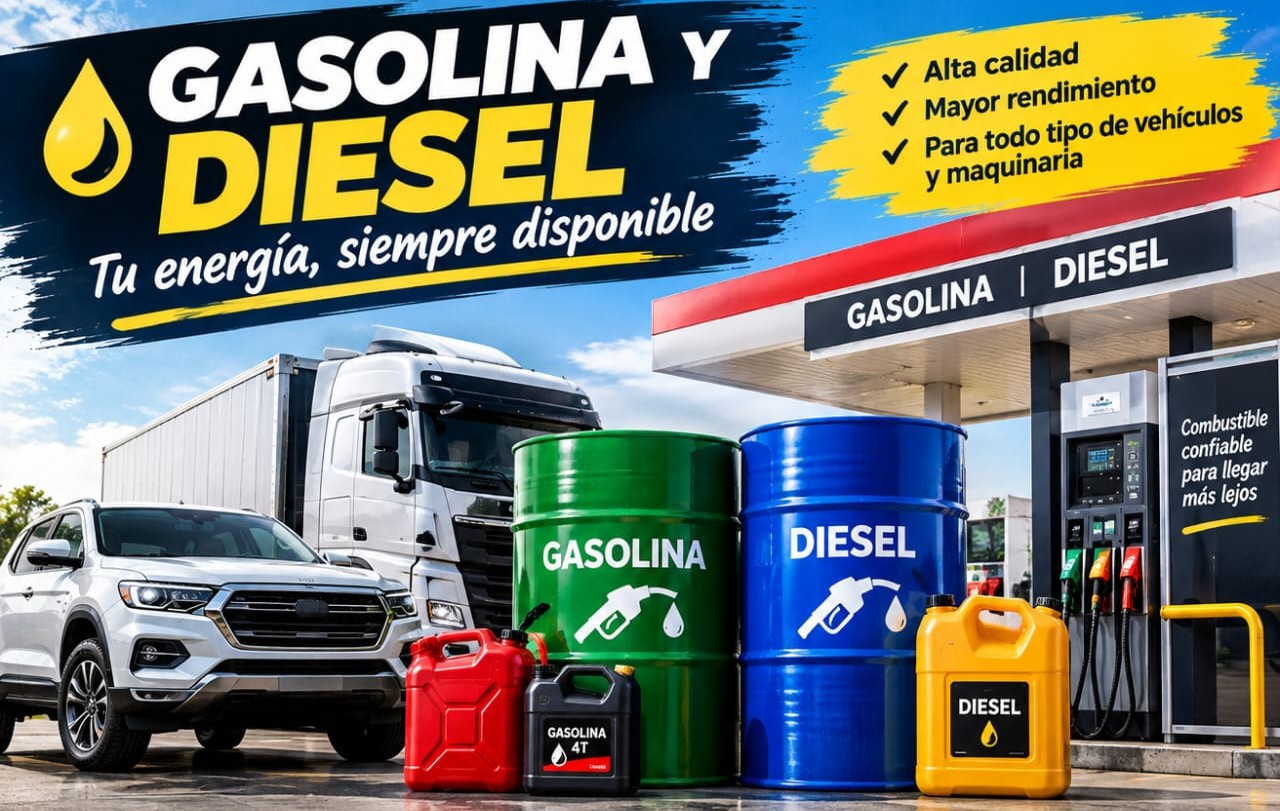 GASOLINA Y
DIESEL
Tu energía, siempre disponible
✓ Alta calidad
✓ Mayor rendimiento
✓ Para todo tipo de vehículos
y maquinaria
GASOLINA | DIESEL
Combustible
confiable
para llegar
más lejos
GASOLINA
DIESEL
GASOLINA
4T
DIESEL